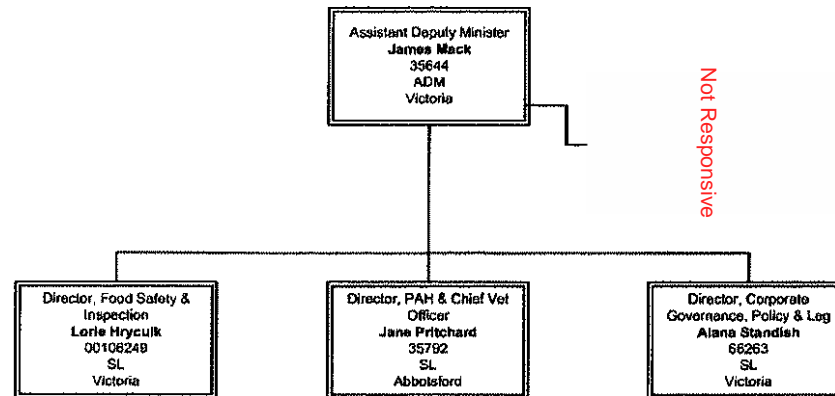 Assistant Deputy Minister
James Mack
35644
ADM
Victoria
Not Responsive
Director, Food Safety &
Inspection
Lorie Hrycuik
00106249
SL
Victoria
Director, PAH & Chief Vet
Officer
Jane Pritchard
35792
SL
Abbotsford
Director, Corporate
Governance, Policy & Leg
Alana Standish
66263
SL
Victoria